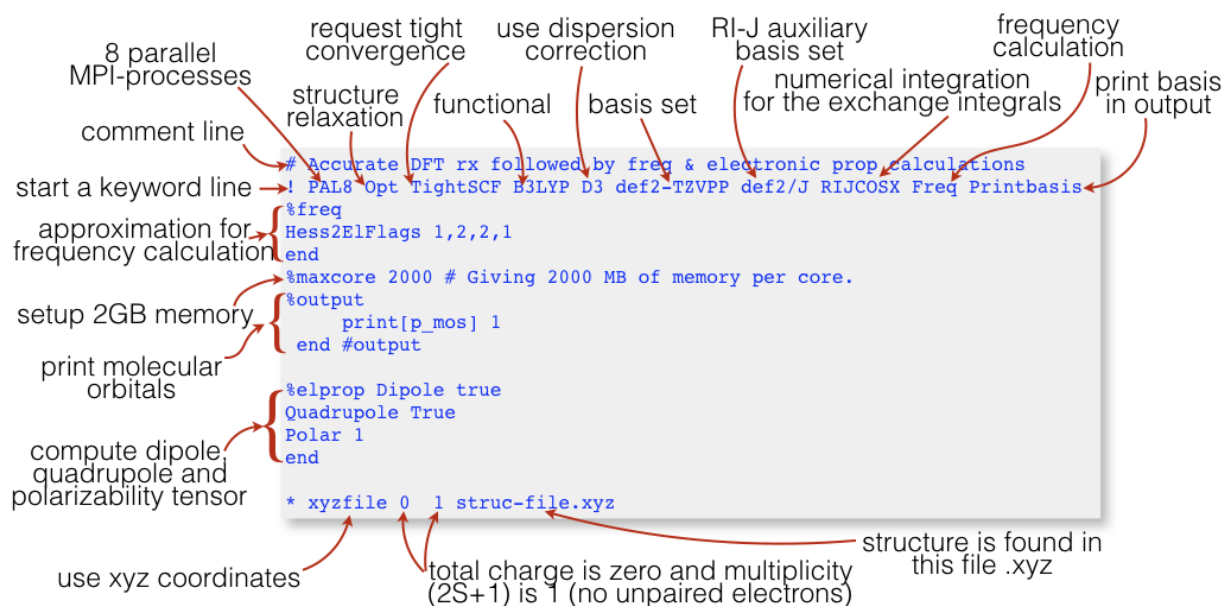 8 parallel
MPI-processes
request tight
convergence
use dispersion
correction
RI-J auxiliary
basis set
frequency
calculation
structure
relaxation
functional
basis set
numerical integration
for the exchange integrals
print basis
in output
comment line
# Accurate DFT rx followed by freq & electronic prop calculations
start a keyword line
! PAL8 Opt TightSCF B3LYP D3 def2-TZVPP def2/J RIJCOSX Freq Printbasis
approximation for
frequency calculation
%freq
Hess2ElFlags 1,2,2,1
end
setup 2GB memory
%maxcore 2000 # Giving 2000 MB of memory per core.
print molecular
orbitals
%output
print[p_mos] 1
end #output
compute dipole,
quadrupole and
polarizability tensor
%elprop Dipole true
Quadrupole True
Polar 1
end
* xyzfile 0 1 struc-file.xyz
use xyz coordinates
total charge is zero and multiplicity
(2S+1) is 1 (no unpaired electrons)
structure is found in
this file .xyz